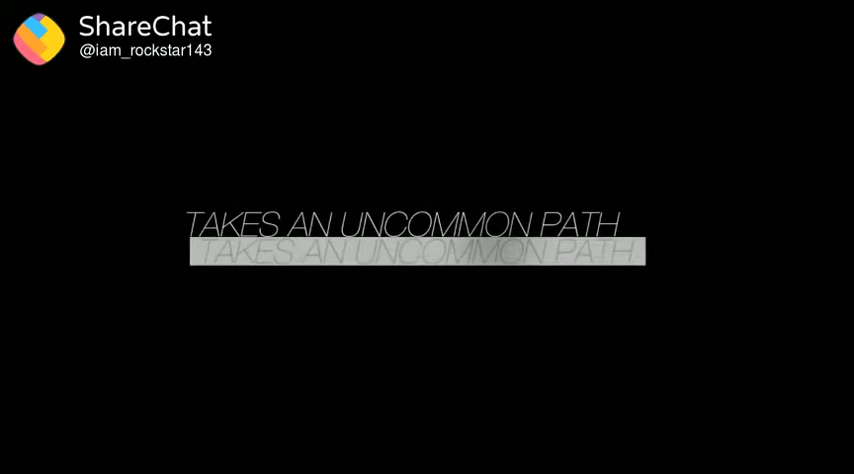 ShareChat
@iam_rockstar143
TAKES AN UNCOMMON PATH
TAKES AN UNCOMMON PATH